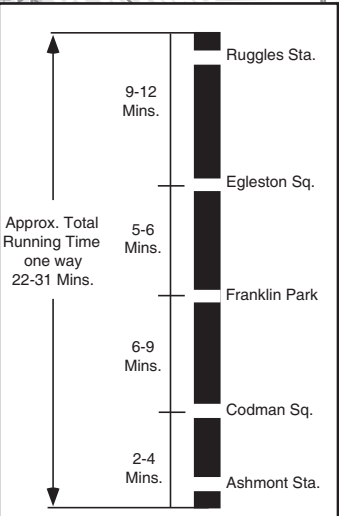 Ruggles Sta.
9-12
Mins.
Egleston Sq.
Approx. Total
Running Time
one way
22-31 Mins.
5-6
Mins.
Franklin Park
6-9
Mins.
Codman Sq.
2-4
Mins.
Ashmont Sta.